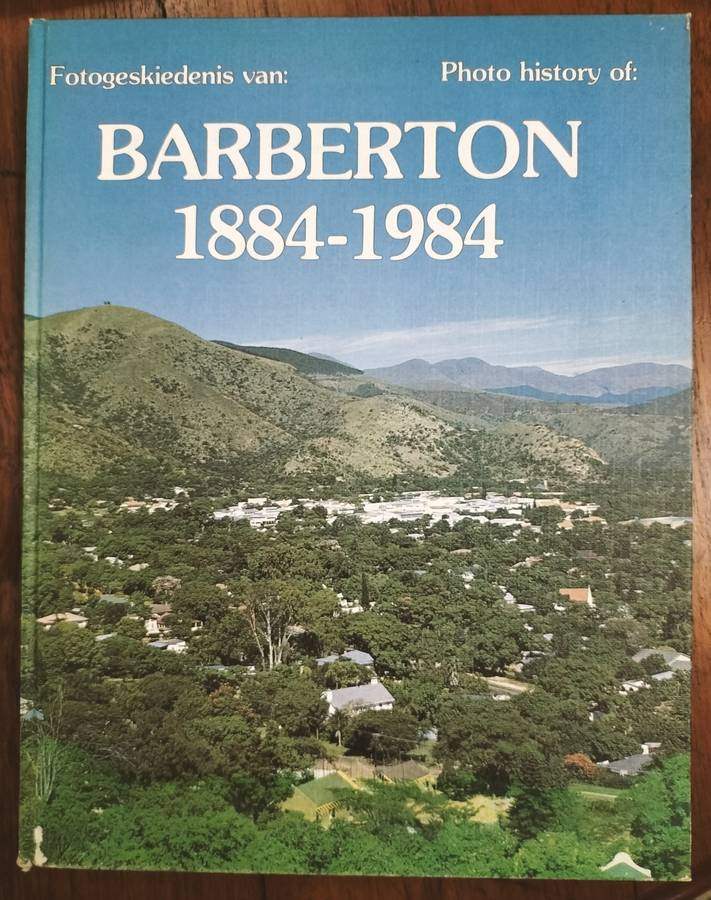 Fotogeskiedenis van:
Photo history of:
BARBERTON
1884-1984